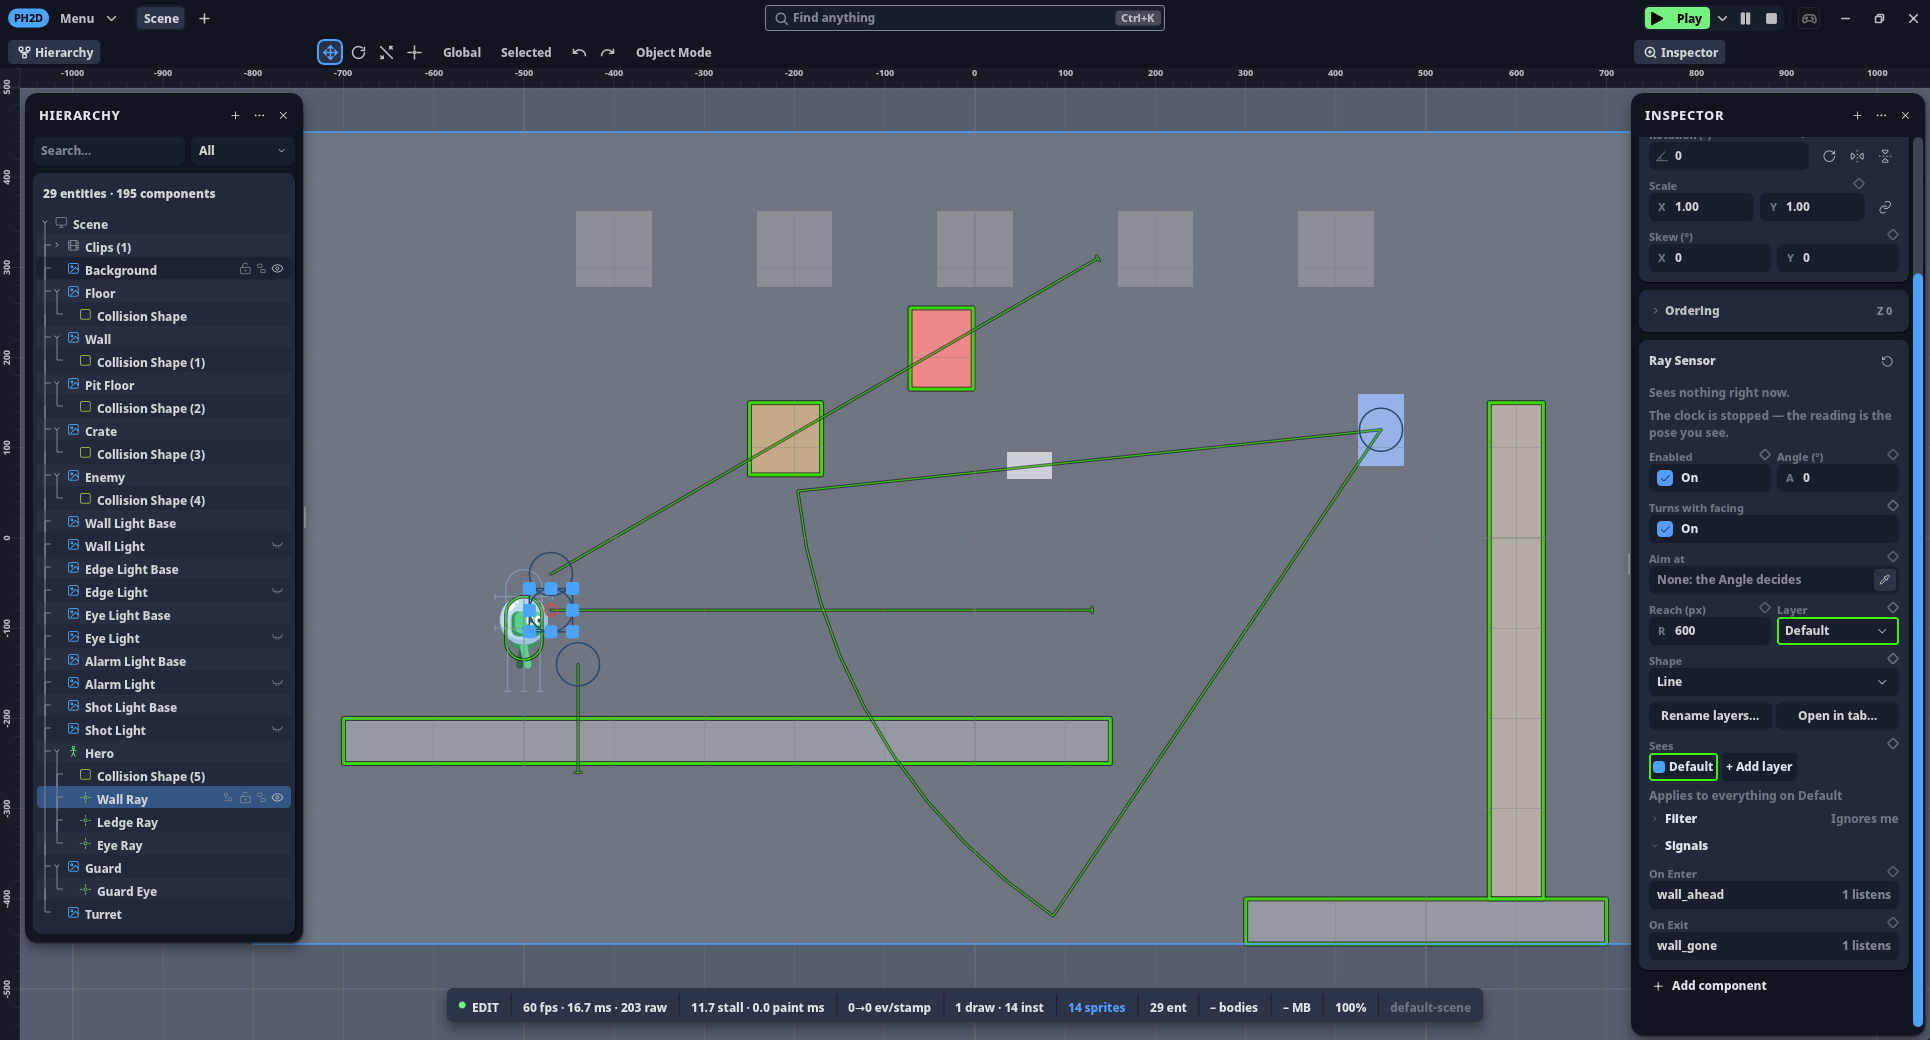 PH2D Menu Scene
Find anything Ctrl+K
Play
Hierarchy
Global Selected Object Mode
Inspector
-1000 -900 -800 -700 -600 -500 -400 -300 -200 -100 0 100 200 300 400 500 600 700 800 900 1000
500
400
300
200
100
0
-100
-200
-300
-400
-500
HIERARCHY
Search...
All
29 entities · 195 components
Scene
Clips (1)
Background
Floor
Collision Shape
Wall
Collision Shape (1)
Pit Floor
Collision Shape (2)
Crate
Collision Shape (3)
Enemy
Collision Shape (4)
Wall Light Base
Wall Light
Edge Light Base
Edge Light
Eye Light Base
Eye Light
Alarm Light Base
Alarm Light
Shot Light Base
Shot Light
Hero
Collision Shape (5)
Wall Ray
Ledge Ray
Eye Ray
Guard
Guard Eye
Turret
INSPECTOR
0
Scale
X 1.00 Y 1.00
Skew (º)
X 0 Y 0
Ordering Z 0
Ray Sensor
Sees nothing right now.
The clock is stopped — the reading is the
pose you see.
Enabled Angle (º)
On A 0
Turns with facing
On
Aim at
None: the Angle decides
Reach (px) Layer
R 600 Default
Shape
Line
Rename layers... Open in tab...
Sees
Default + Add layer
Applies to everything on Default
Filter Ignores me
Signals
On Enter
wall_ahead 1 listens
On Exit
wall_gone 1 listens
+ Add component
EDIT 60 fps · 16.7 ms · 203 raw 11.7 stall · 0.0 paint ms 0→0 ev/stamp 1 draw · 14 inst 14 sprites 29 ent – bodies – MB 100% default-scene